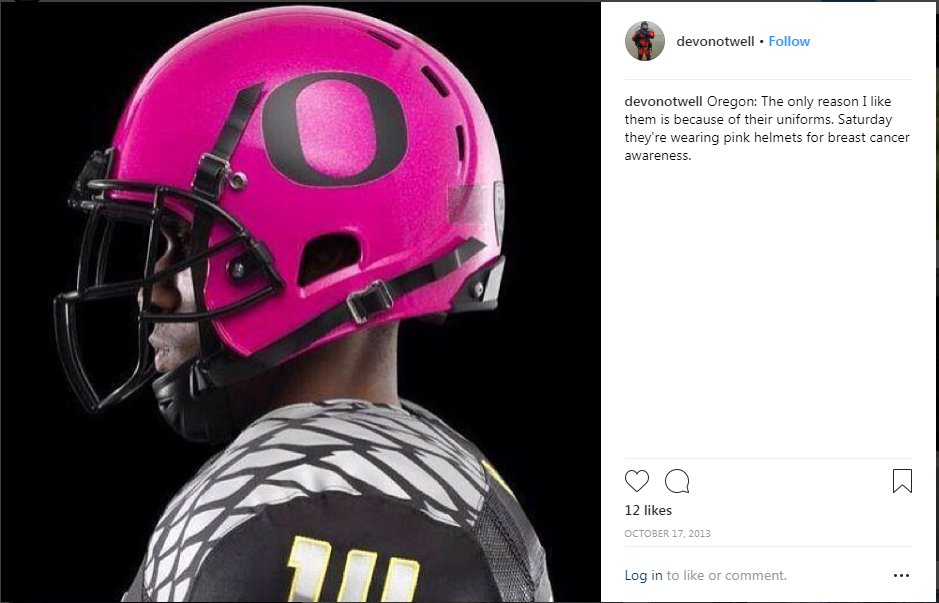 O
devonotwell • Follow
devonotwell Oregon: The only reason I like
them is because of their uniforms. Saturday
they're wearing pink helmets for breast cancer
awareness.
12 likes
OCTOBER 17, 2013
Log in to like or comment.